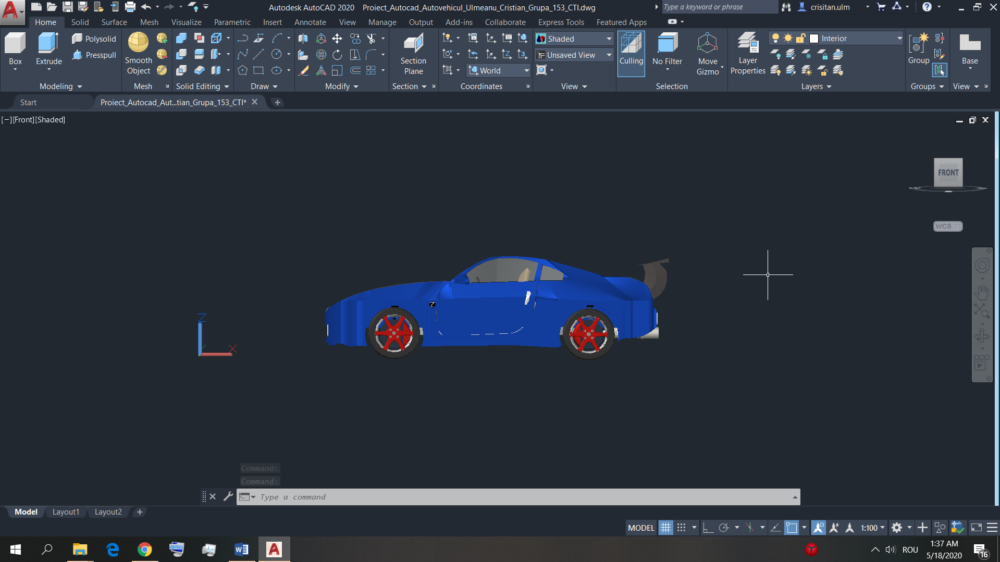 Autodesk AutoCAD 2020 Proiect_Autocad_Autovehicul_Ulmeanu_Cristian_Grupa_153_CTI.dwg
Type a keyword or phrase
crisitan.ulm
Home Solid Surface Mesh Visualize Parametric Insert Annotate View Manage Output Add-ins Collaborate Express Tools Featured Apps
Box
Extrude
Polysolid
Presspull
Modeling
Smooth
Object
Mesh
Solid Editing
Draw
Modify
Section
Plane
Section
World
Coordinates
Shaded
Unsaved View
View
Culling
No Filter
Move
Gizmo
Selection
Layer
Properties
Interior
Layers
Group
Groups
Base
View
Start
Proiect_Autocad_Aut...tian_Grupa_153_CTI*
[−][Front][Shaded]
FRONT
WCS
Z
X
Z
Command:
Command:
Type a command
Model Layout1 Layout2
MODEL
1:100
ROU
1:37 AM
5/18/2020
16